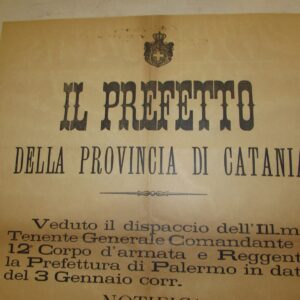 IL PREFETTO
DELLA PROVINCIA DI CATANIA
Veduto il dispaccio dell'Ill.m
Tenente Generale Comandante
12° Corpo d'armata e Reggent
la Prefettura di Palermo in dat
del 3 Gennaio corr.